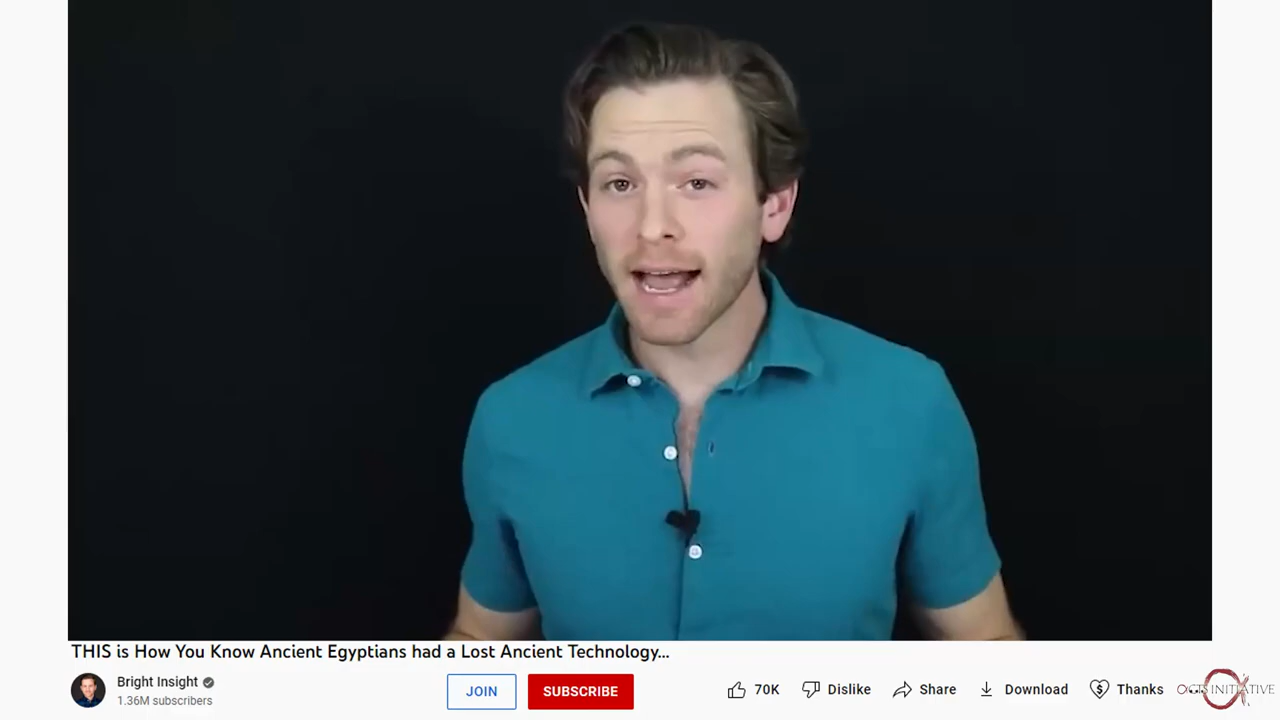 THIS is How You Know Ancient Egyptians had a Lost Ancient Technology...
Bright Insight
1.36M subscribers
JOIN
SUBSCRIBE
70K
Dislike
Share
Download
Thanks
INITIATIVE